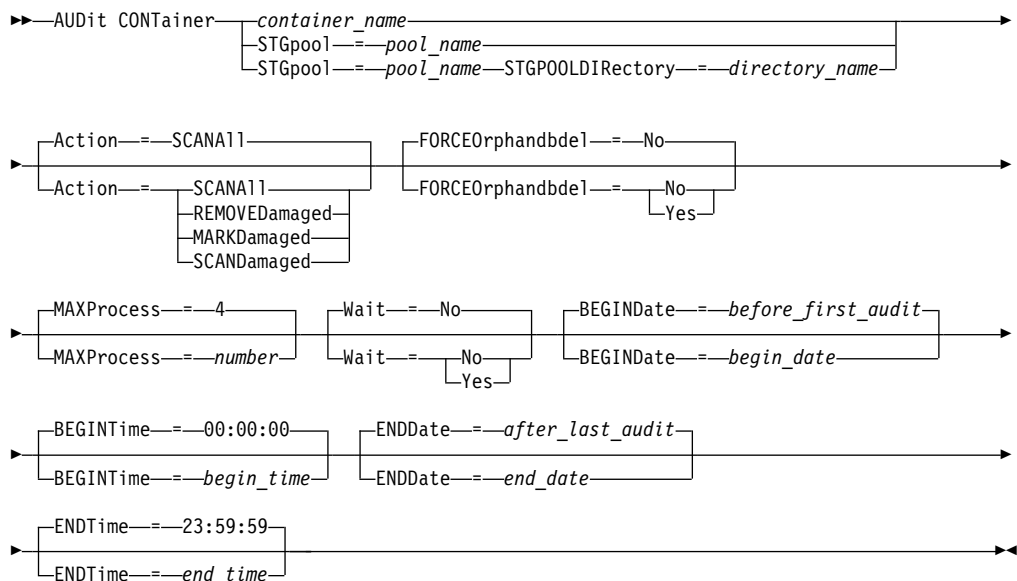 AUDit CONTainer container_name
STGpool = pool_name
STGpool = pool_name STGPOOLDIRectory = directory_name
Action = SCANAll FORCEOrphandbdel = No
Action = SCANAll FORCEOrphandbdel = No
REMOVEDamaged Yes
MARKDamaged
SCANDamaged
MAXProcess = 4 Wait = No BEGINDate = before_first_audit
MAXProcess = number Wait = No BEGINDate = begin_date
Yes
BEGINTime = 00:00:00 ENDDate = after_last_audit
BEGINTime = begin_time ENDDate = end_date
ENDTime = 23:59:59
ENDTime = end_time